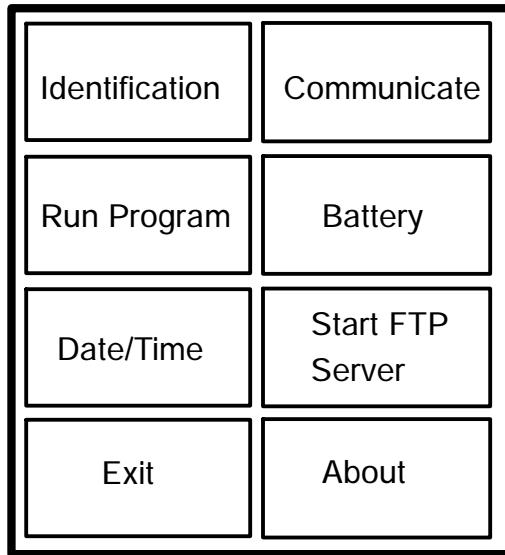 Identification
Communicate
Run Program
Battery
Date/Time
Start FTP
Server
Exit
About